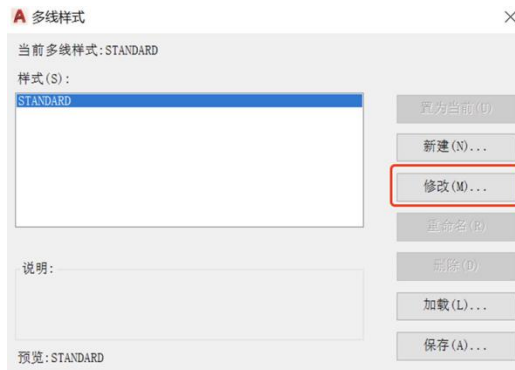 多线样式
当前多线样式:STANDARD
样式(S):
STANDARD
置为当前(U)
新建(N)...
修改(M)...
重命名(R)
删除(D)
说明:
加载(L)...
保存(A)...
预览:STANDARD